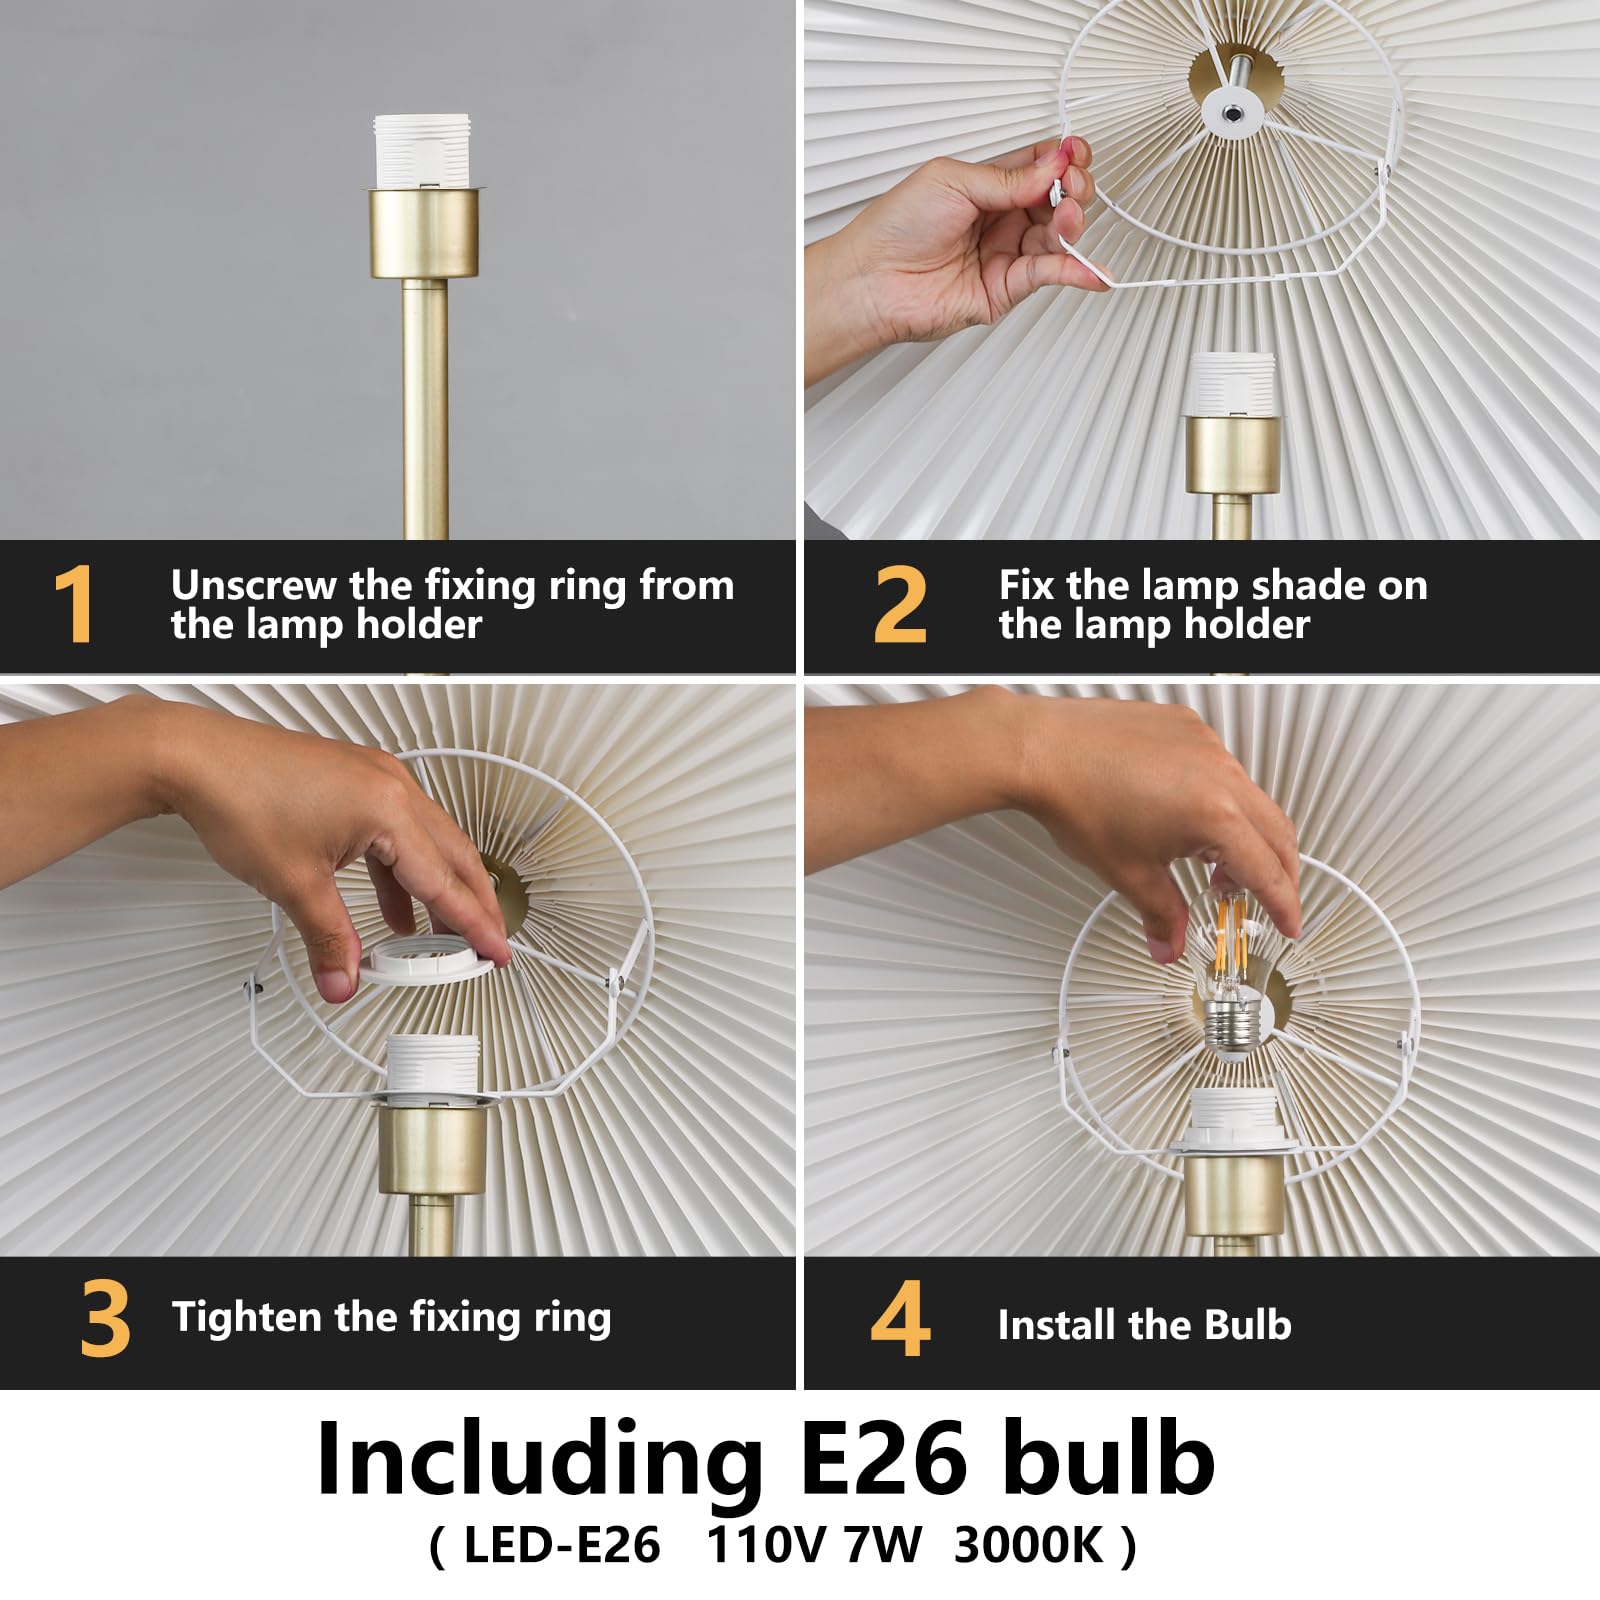 1
Unscrew the fixing ring from
the lamp holder
2
Fix the lamp shade on
the lamp holder
3
Tighten the fixing ring
4
Install the Bulb
Including E26 bulb
( LED-E26 110V 7W 3000K )